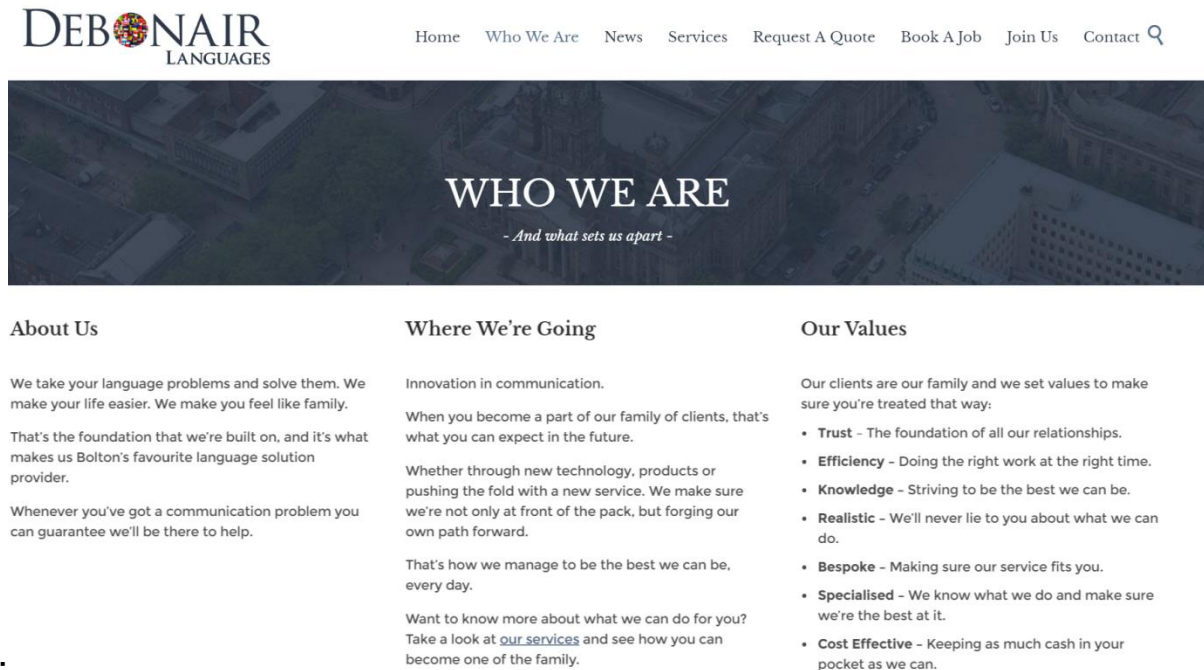 DEBONAIR
LANGUAGES
Home Who We Are News Services Request A Quote Book A Job Join Us Contact
WHO WE ARE
- And what sets us apart -
About Us
We take your language problems and solve them. We
make your life easier. We make you feel like family.
That's the foundation that we're built on, and it's what
makes us Bolton's favourite language solution
provider.
Whenever you've got a communication problem you
can guarantee we'll be there to help.
Where We're Going
Innovation in communication.
When you become a part of our family of clients, that's
what you can expect in the future.
Whether through new technology, products or
pushing the fold with a new service. We make sure
we're not only at front of the pack, but forging our
own path forward.
That's how we manage to be the best we can be,
every day.
Want to know more about what we can do for you?
Take a look at our services and see how you can
become one of the family.
Our Values
Our clients are our family and we set values to make
sure you're treated that way:
• Trust – The foundation of all our relationships.
• Efficiency – Doing the right work at the right time.
• Knowledge – Striving to be the best we can be.
• Realistic – We'll never lie to you about what we can
do.
• Bespoke – Making sure our service fits you.
• Specialised – We know what we do and make sure
we're the best at it.
• Cost Effective – Keeping as much cash in your
pocket as we can.